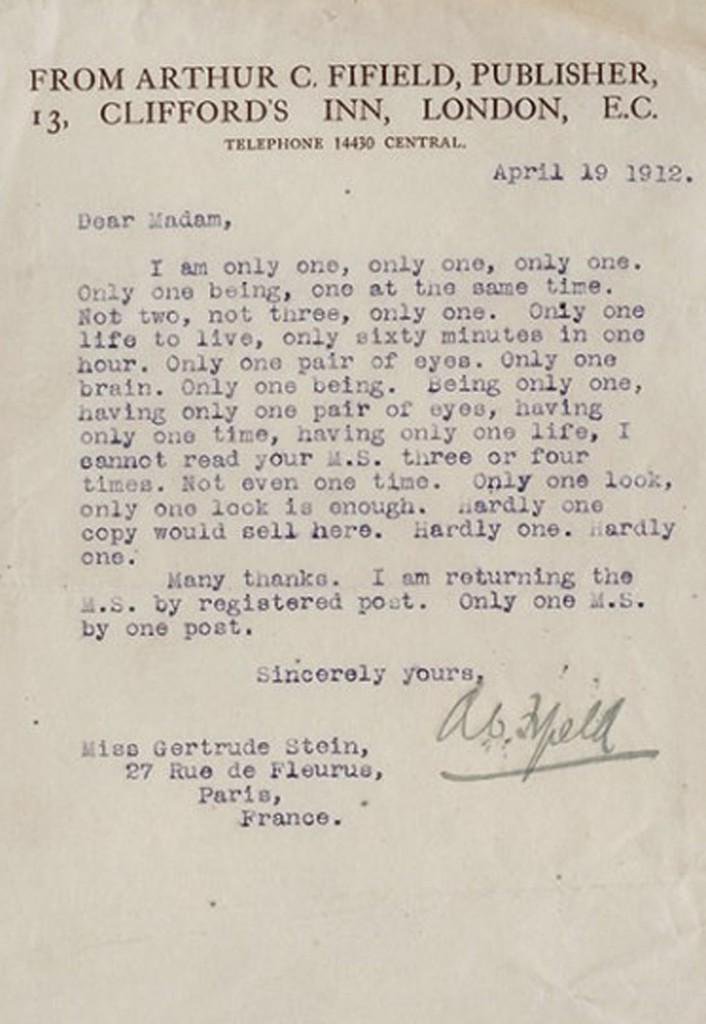 FROM ARTHUR C. FIFIELD, PUBLISHER,
13, CLIFFORD'S INN, LONDON, E.C.
TELEPHONE 14430 CENTRAL.
April 19 1912.
Dear Madam,
I am only one, only one, only one.
Only one being, one at the same time.
Not two, not three, only one. Only one
life to live, only sixty minutes in one
hour. Only one pair of eyes. Only one
brain. Only one being. Being only one,
having only one pair of eyes, having
only one time, having only one life, I
cannot read your M.S. three or four
times. Not even one time. Only one look,
only one look is enough. Hardly one
copy would sell here. Hardly one. Hardly
one.
Many thanks. I am returning the
M.S. by registered post. Only one M.S.
by one post.
Sincerely yours,
A.C. Fifield
Miss Gertrude Stein,
27 Rue de Fleurus,
Paris,
France.